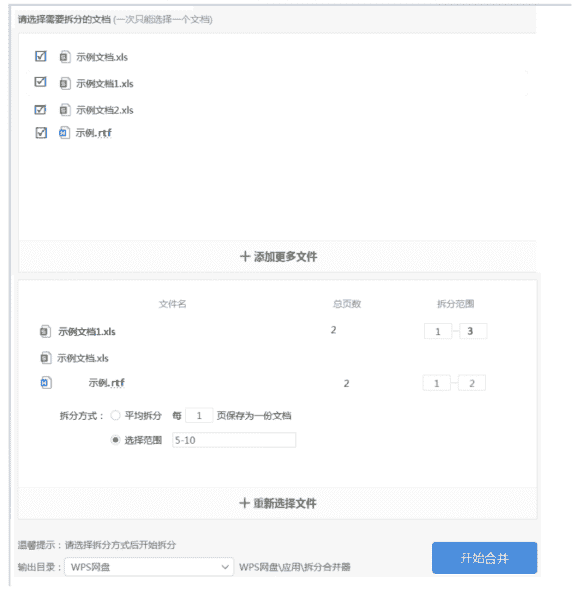 请选择需要拆分的文档 (一次只能选择一个文档)
示例文档.xls
示例文档1.xls
示例文档2.xls
示例.rtf
+ 添加更多文件
文件名 总页数 拆分范围
示例文档1.xls 2 1 - 3
示例文档.xls
示例.rtf 2 1 - 2
拆分方式： 平均拆分 每 1 页保存为一份文档
选择范围 5-10
+ 重新选择文件
温馨提示：请选择拆分方式后开始拆分
输出目录： WPS网盘 WPS网盘\应用\拆分合并器
开始合并